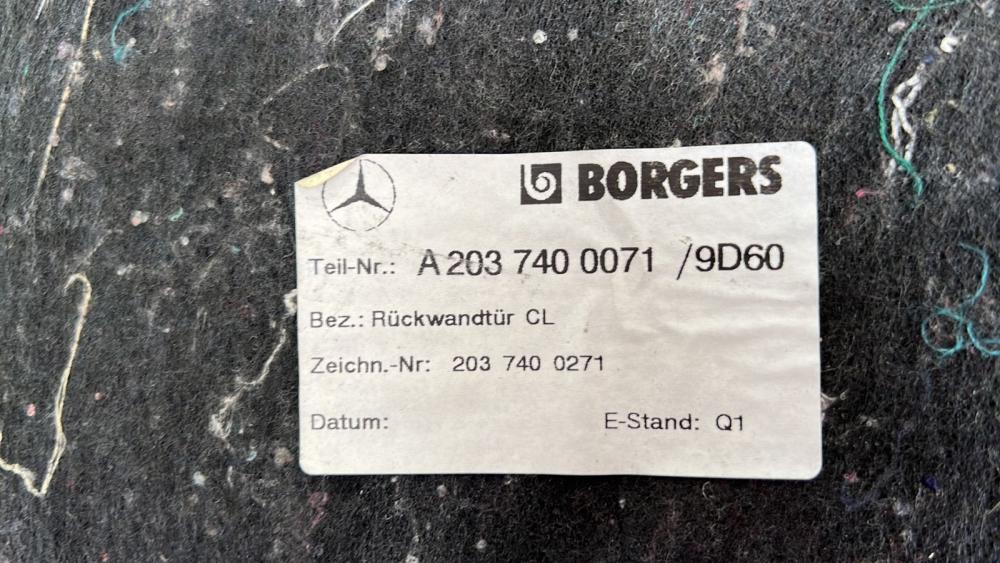 BORGERS
Teil-Nr.: A 203 740 0071 /9D60
Bez.: Rückwandtür CL
Zeichn.-Nr: 203 740 0271
Datum: E-Stand: Q1